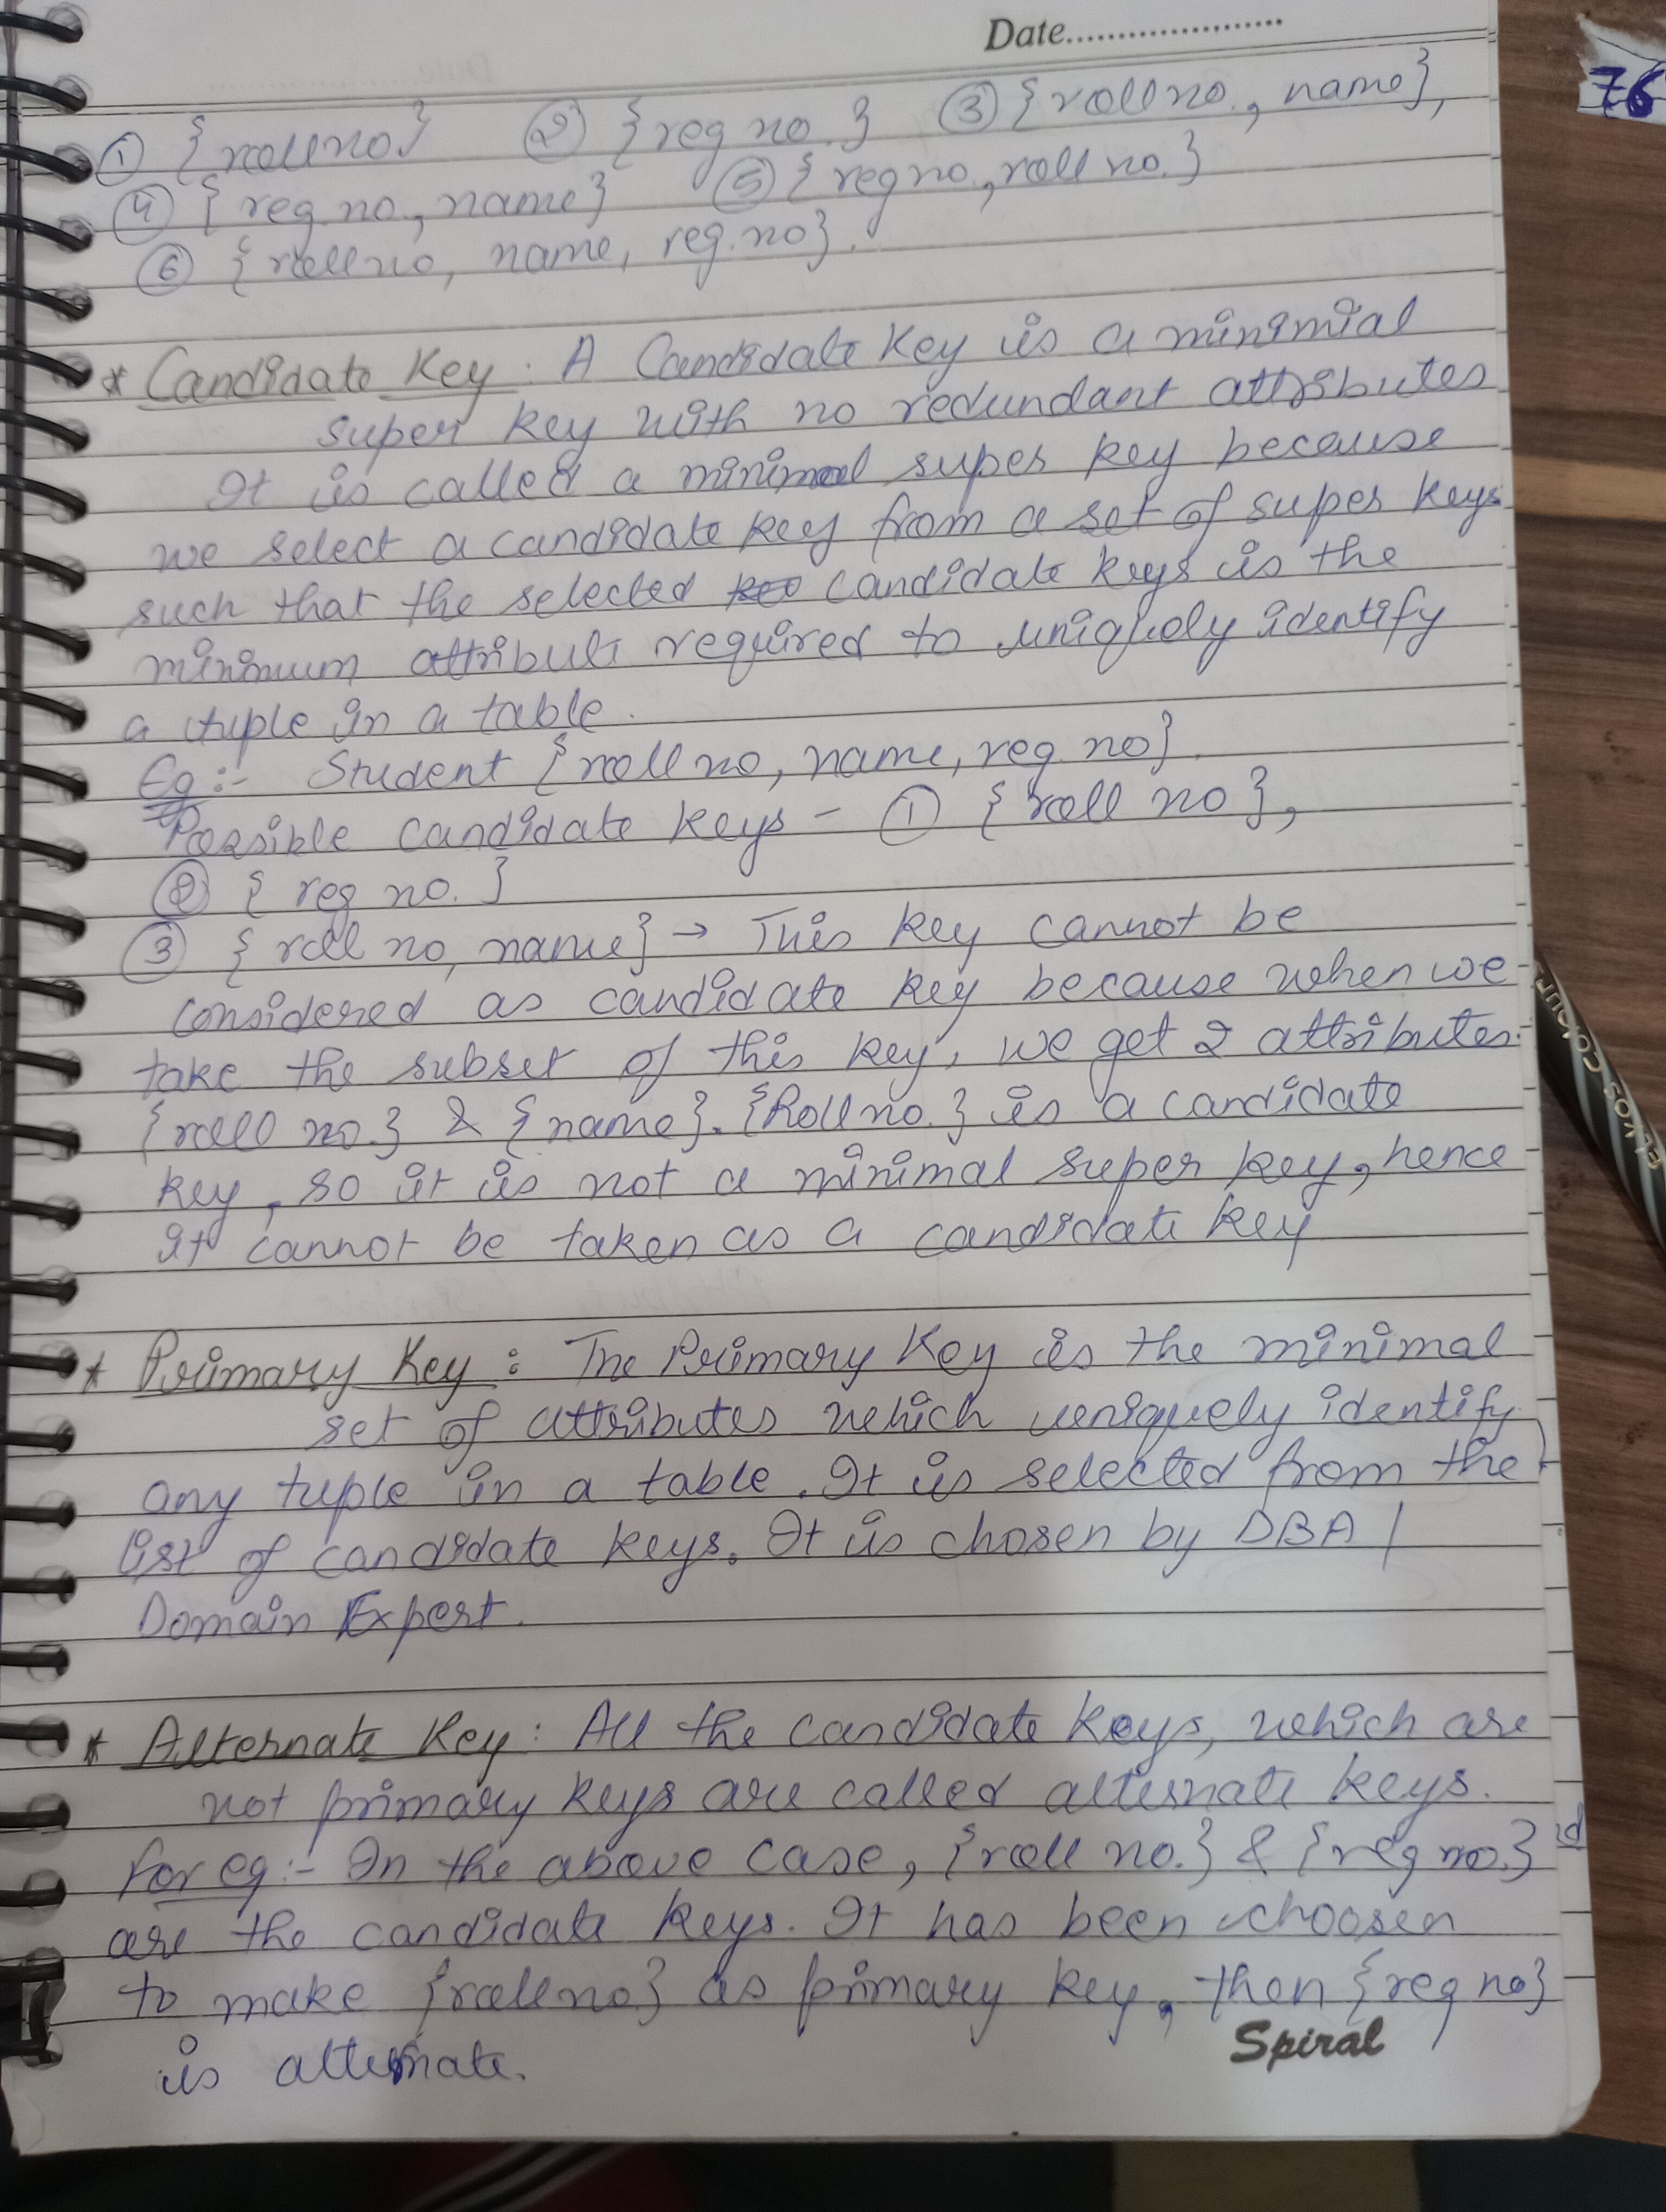 Date......................
76
① {rollno} ② {reg no.} ③ {rollno., name},
④ { reg. no., name} ⑤ {regno., roll no.}
⑥ {rollno, name, reg.no}.
* Candidate Key. A Candidate Key is a minimial
super key with no redundant attributes
It is called a minimal super key because
we select a candidate key from a set of super keys
such that the selected candidate keys is the
minimum attribute required to uniquely identify
a tuple in a table.
Eg:- Student {roll no, name, reg. no}.
Possible candidate keys - ① {roll no},
② { reg no. }
③ { roll no, name} → This key cannot be
considered as candidate key because when we
take the subset of this key, we get 2 attributes.
{roll no.} & {name}. {Roll no.} is a candidate
key, so it is not a minimal super key, hence
it cannot be taken as a candidate key
* Primary Key : The Primary Key is the minimal
set of attributes which uniquely identify
any tuple in a table. It is selected from the
list of candidate keys. It is chosen by DBA /
Domain Expert.
* Alternate Key : All the candidate keys, which are
not primary keys are called alternate keys.
For eg:- In the above case, {roll no.} & {reg no.}
are the candidate keys. It has been choosen
to make {rollno} as primary key, then {reg no}
is alternate.
Spiral